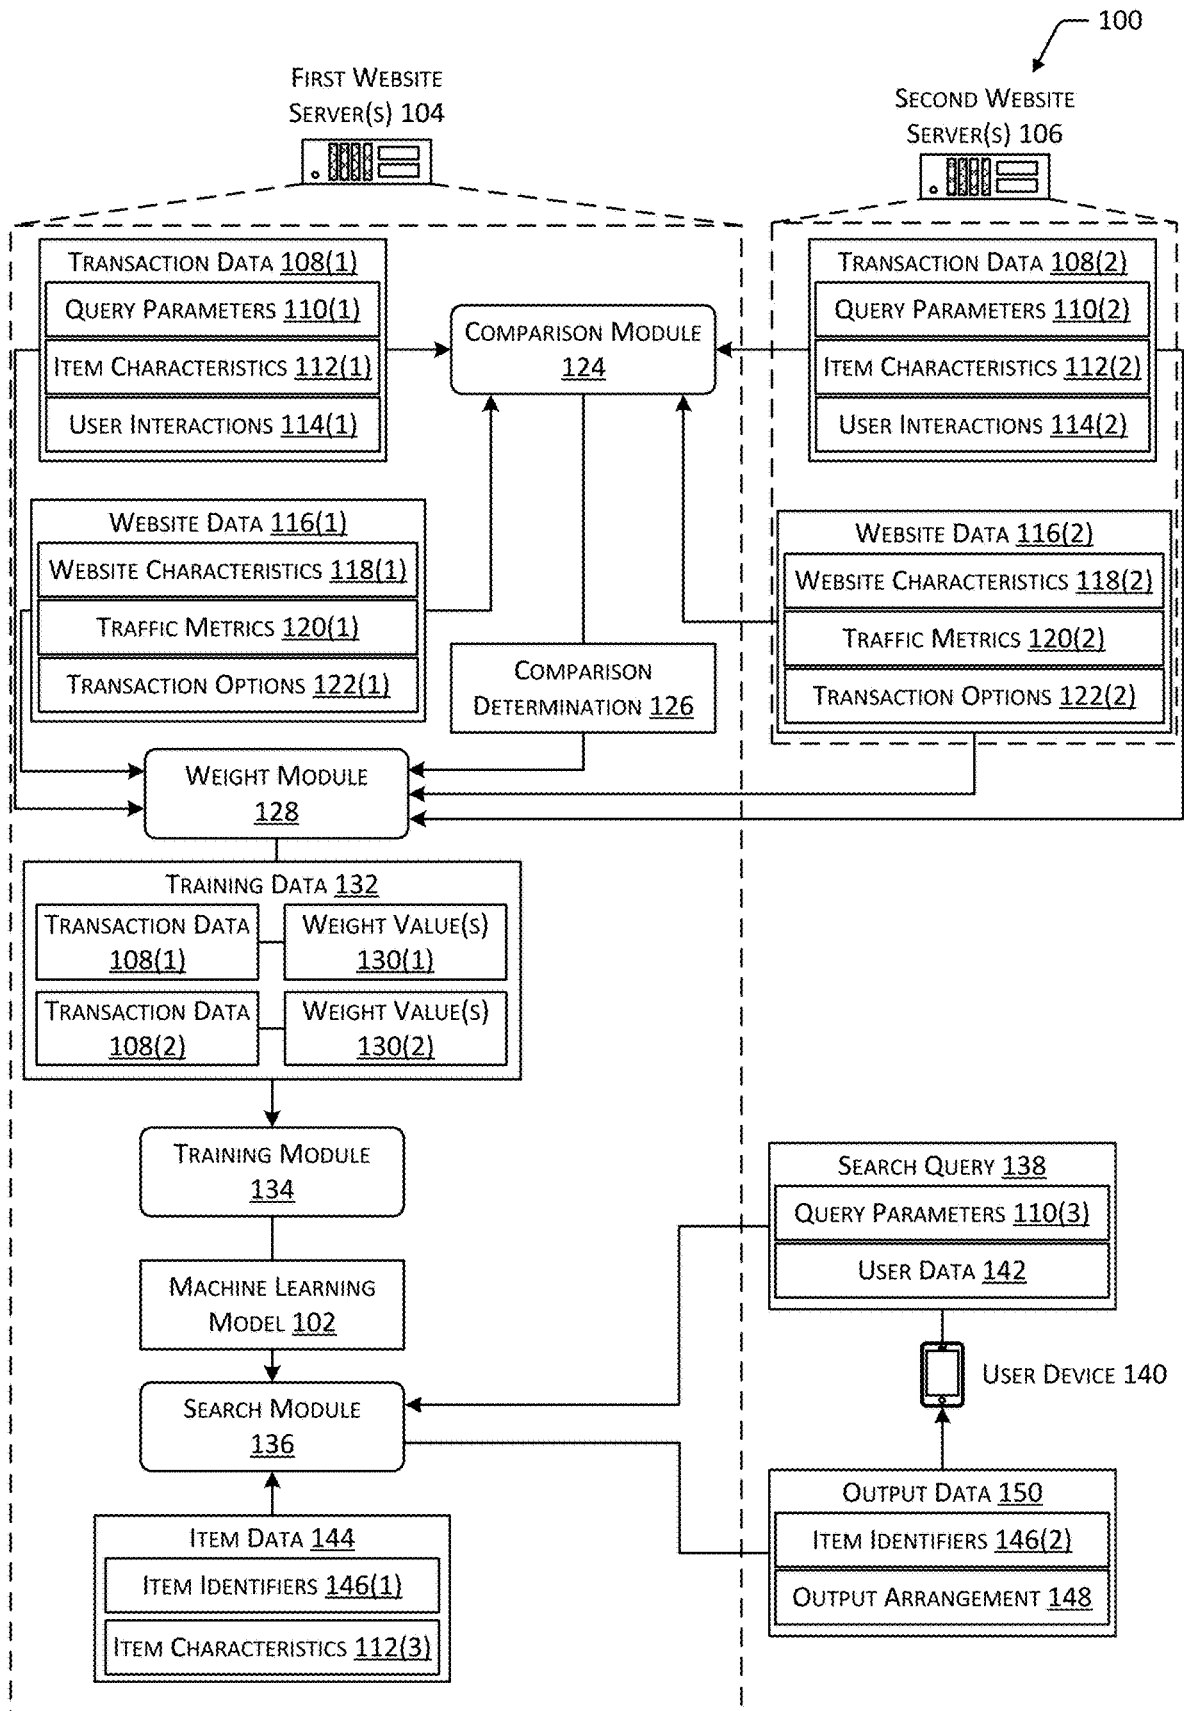 100
First Website
Server(s) 104
Second Website
Server(s) 106
Transaction Data 108(1)
Query Parameters 110(1)
Item Characteristics 112(1)
User Interactions 114(1)
Comparison Module
124
Transaction Data 108(2)
Query Parameters 110(2)
Item Characteristics 112(2)
User Interactions 114(2)
Website Data 116(1)
Website Characteristics 118(1)
Traffic Metrics 120(1)
Transaction Options 122(1)
Website Data 116(2)
Website Characteristics 118(2)
Traffic Metrics 120(2)
Transaction Options 122(2)
Comparison
Determination 126
Weight Module
128
Training Data 132
Transaction Data
108(1)
Weight Value(s)
130(1)
Transaction Data
108(2)
Weight Value(s)
130(2)
Training Module
134
Machine Learning
Model 102
Search Module
136
Item Data 144
Item Identifiers 146(1)
Item Characteristics 112(3)
Search Query 138
Query Parameters 110(3)
User Data 142
User Device 140
Output Data 150
Item Identifiers 146(2)
Output Arrangement 148